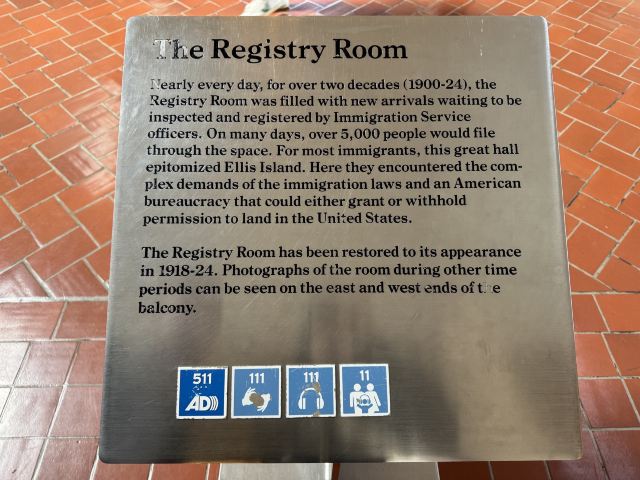 The Registry Room
Nearly every day, for over two decades (1900-24), the
Registry Room was filled with new arrivals waiting to be
inspected and registered by Immigration Service
officers. On many days, over 5,000 people would file
through the space. For most immigrants, this great hall
epitomized Ellis Island. Here they encountered the com-
plex demands of the immigration laws and an American
bureaucracy that could either grant or withhold
permission to land in the United States.
The Registry Room has been restored to its appearance
in 1918-24. Photographs of the room during other time
periods can be seen on the east and west ends of the
balcony.
511 111 111 11
AD)))